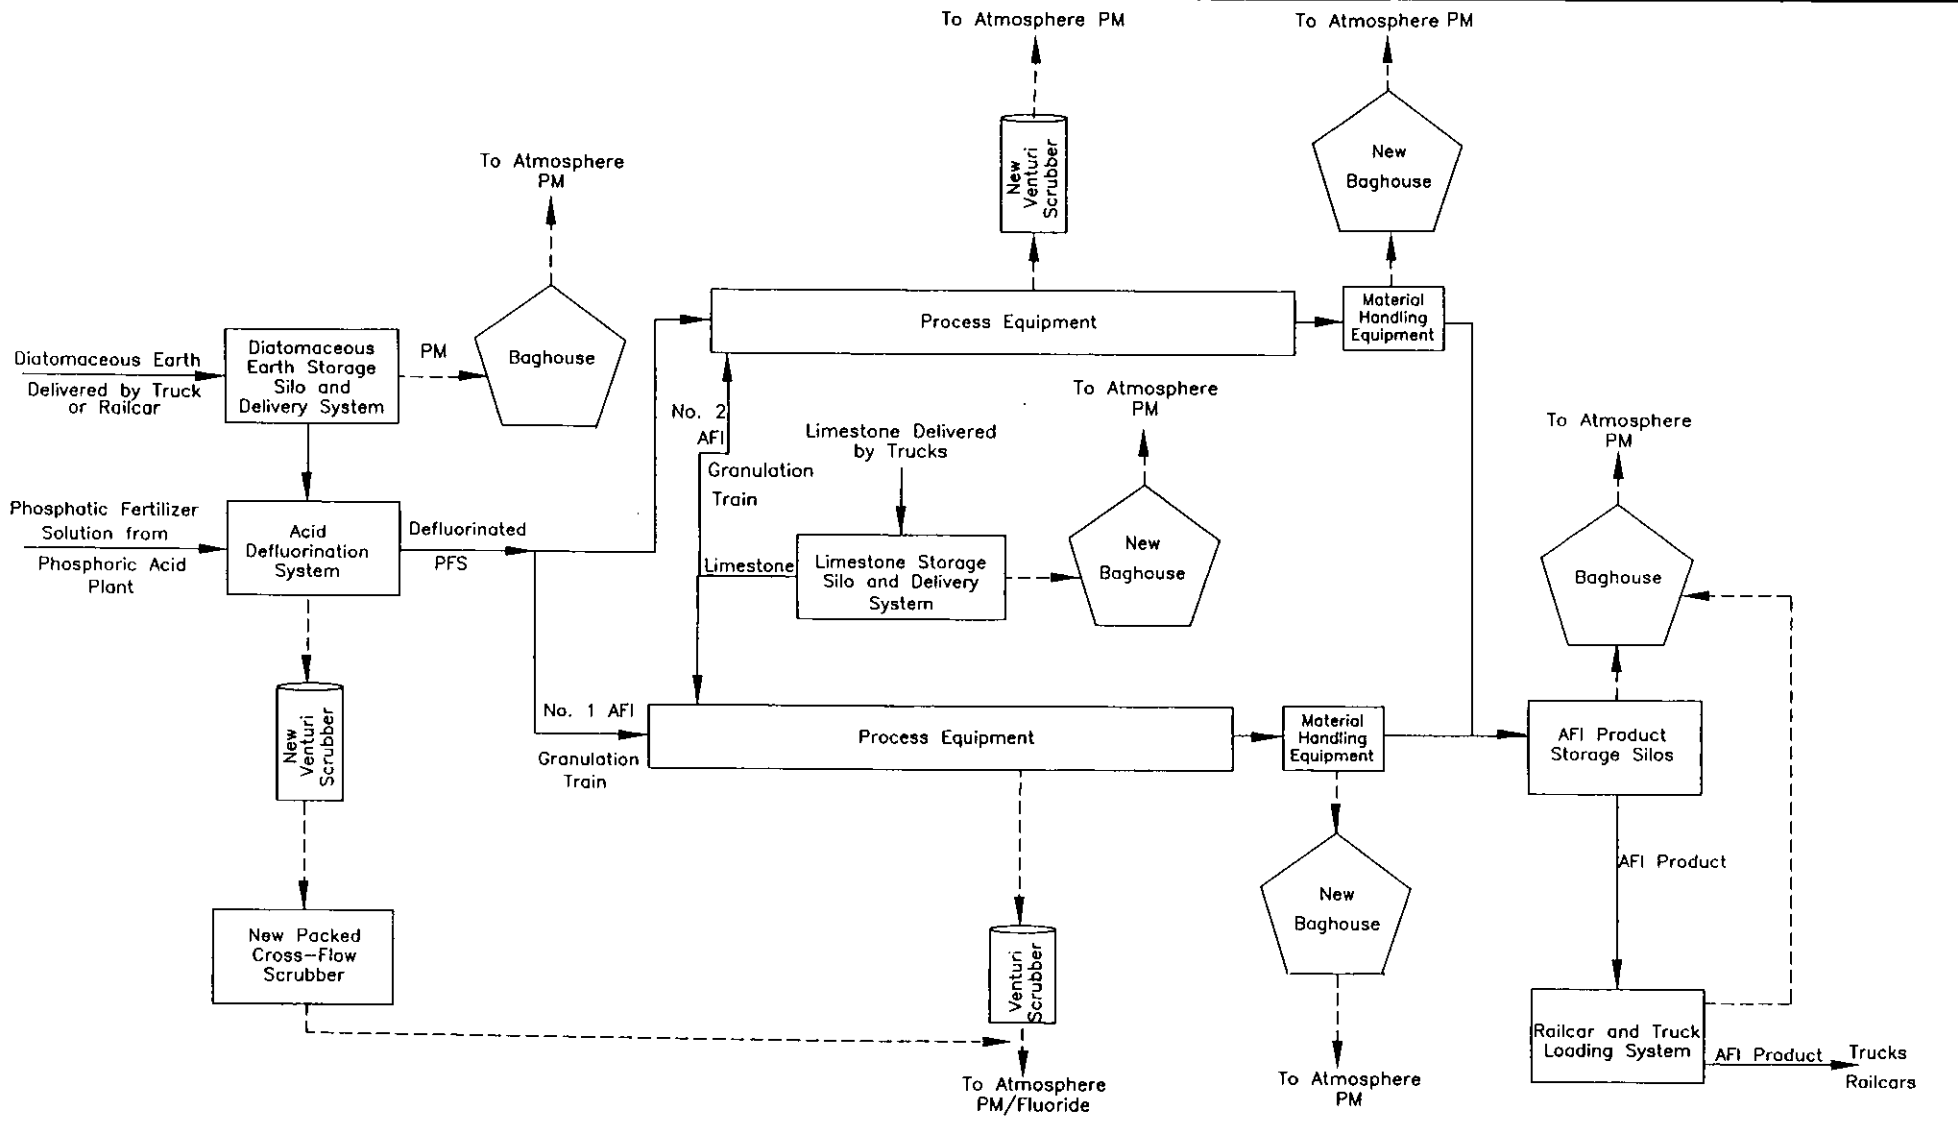 To Atmosphere PM
To Atmosphere PM
New
Venturi
Scrubber
New
Baghouse
To Atmosphere
PM
Baghouse
Diatomaceous Earth
Delivered by Truck
or Railcar
Diatomaceous
Earth Storage
Silo and
Delivery System
PM
Process Equipment
Material
Handling
Equipment
No. 2
AFI
Granulation
Train
Limestone Delivered
by Trucks
To Atmosphere
PM
New
Baghouse
Limestone
Limestone Storage
Silo and Delivery
System
Phosphatic Fertilizer
Solution from
Phosphoric Acid
Plant
Acid
Defluorination
System
Defluorinated
PFS
To Atmosphere
PM
Baghouse
New
Venturi
Scrubber
No. 1 AFI
Granulation
Train
Process Equipment
Material
Handling
Equipment
AFI Product
Storage Silos
New
Baghouse
AFI Product
New Packed
Cross-Flow
Scrubber
Venturi
Scrubber
Railcar and Truck
Loading System
AFI Product
Trucks
Railcars
To Atmosphere
PM/Fluoride
To Atmosphere
PM